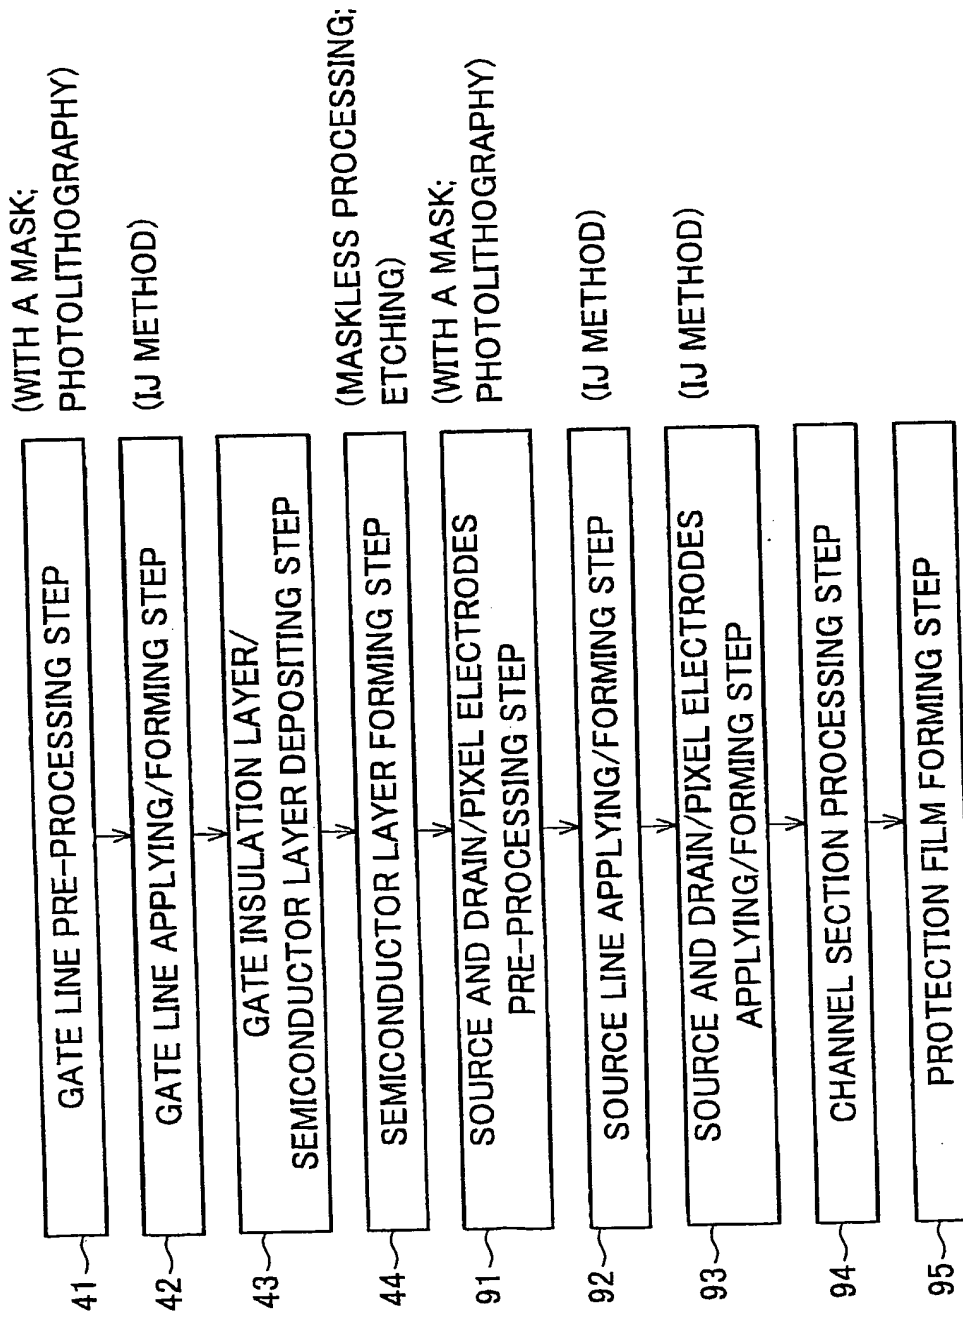 41
GATE LINE PRE-PROCESSING STEP
(WITH A MASK;
PHOTOLITHOGRAPHY)
42
GATE LINE APPLYING/FORMING STEP
(IJ METHOD)
43
GATE INSULATION LAYER/
SEMICONDUCTOR LAYER DEPOSITING STEP
44
SEMICONDUCTOR LAYER FORMING STEP
(MASKLESS PROCESSING;
ETCHING)
91
SOURCE AND DRAIN/PIXEL ELECTRODES
PRE-PROCESSING STEP
(WITH A MASK;
PHOTOLITHOGRAPHY)
92
SOURCE LINE APPLYING/FORMING STEP
(IJ METHOD)
93
SOURCE AND DRAIN/PIXEL ELECTRODES
APPLYING/FORMING STEP
(IJ METHOD)
94
CHANNEL SECTION PROCESSING STEP
95
PROTECTION FILM FORMING STEP